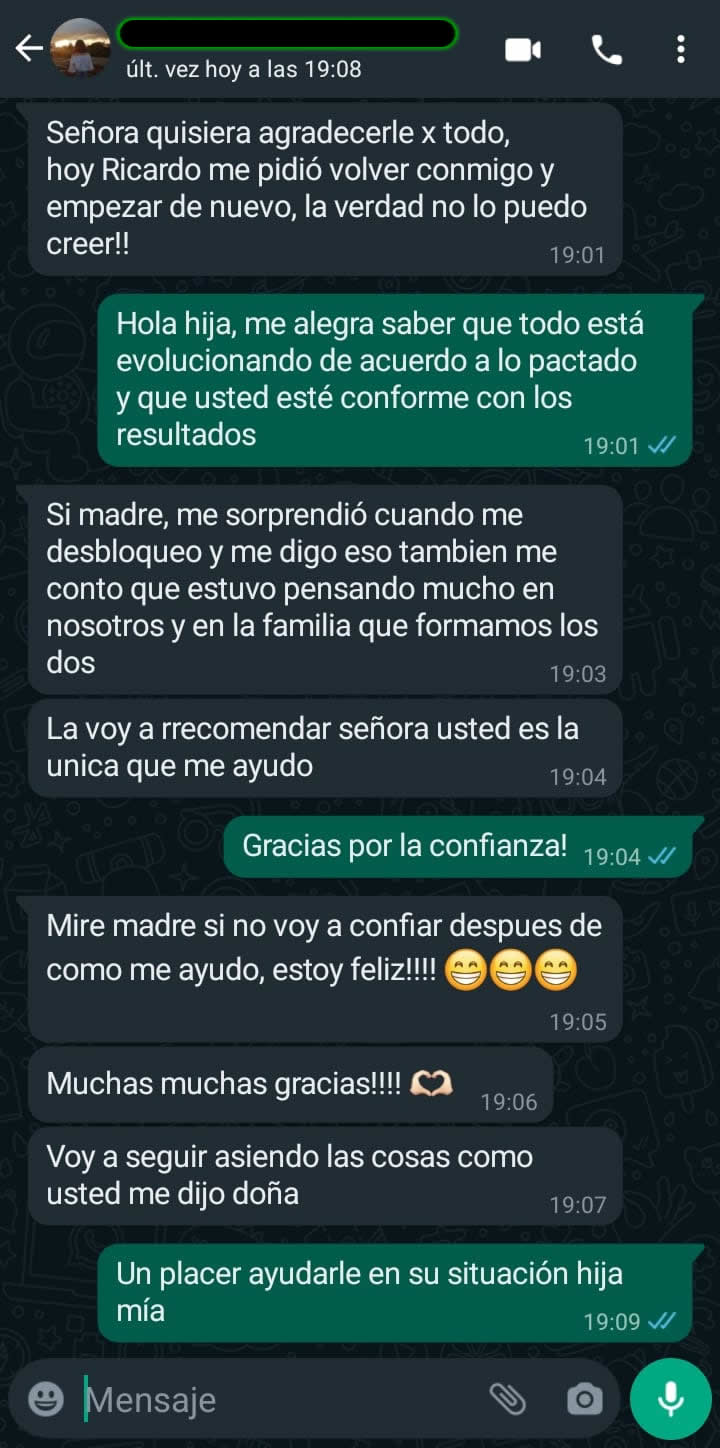 últ. vez hoy a las 19:08
Señora quisiera agradecerle x todo,
hoy Ricardo me pidió volver conmigo y
empezar de nuevo, la verdad no lo puedo
creer!!
19:01
Hola hija, me alegra saber que todo está
evolucionando de acuerdo a lo pactado
y que usted esté conforme con los
resultados
19:01
Si madre, me sorprendió cuando me
desbloqueo y me digo eso tambien me
conto que estuvo pensando mucho en
nosotros y en la familia que formamos los
dos
19:03
La voy a rrecomendar señora usted es la
unica que me ayudo
19:04
Gracias por la confianza! 19:04
Mire madre si no voy a confiar despues de
como me ayudo, estoy feliz!!!! 😁😁😁
19:05
Muchas muchas gracias!!!! 🫶🏻 19:06
Voy a seguir asiendo las cosas como
usted me dijo doña
19:07
Un placer ayudarle en su situación hija
mía
19:09
Mensaje